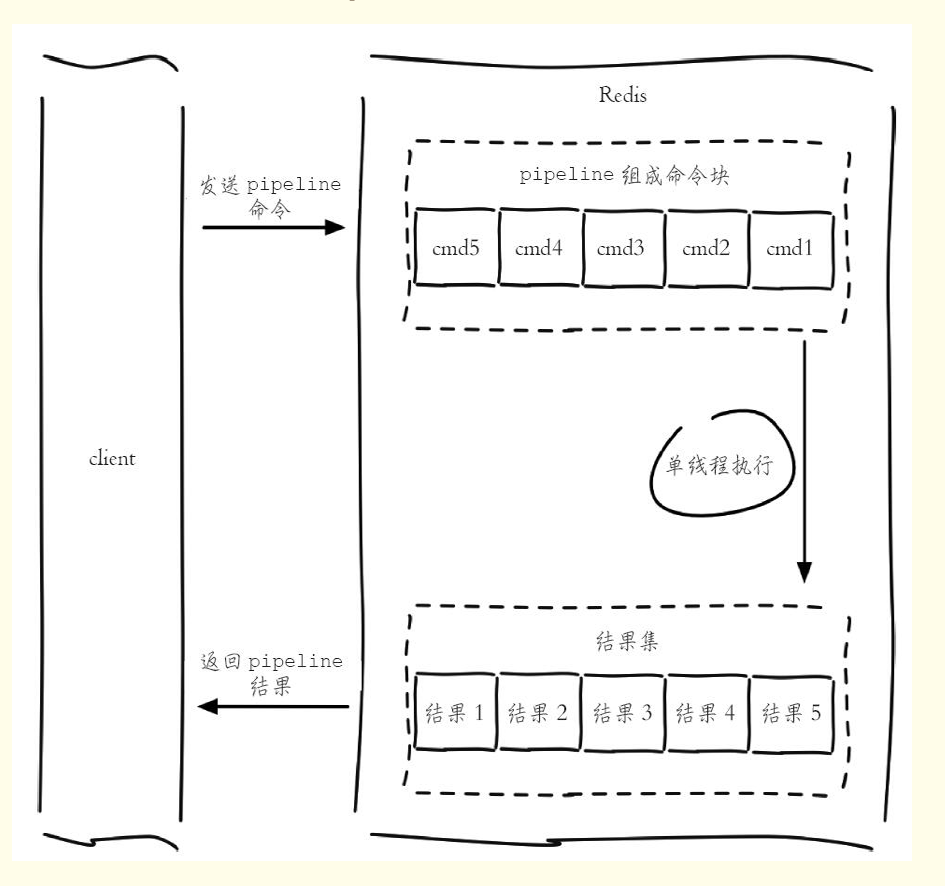 Redis
pipeline 组成命令块
发送 pipeline
命令
cmd5 cmd4 cmd3 cmd2 cmd1
client
单线程执行
结果集
返回 pipeline
结果
结果 1 结果 2 结果 3 结果 4 结果 5